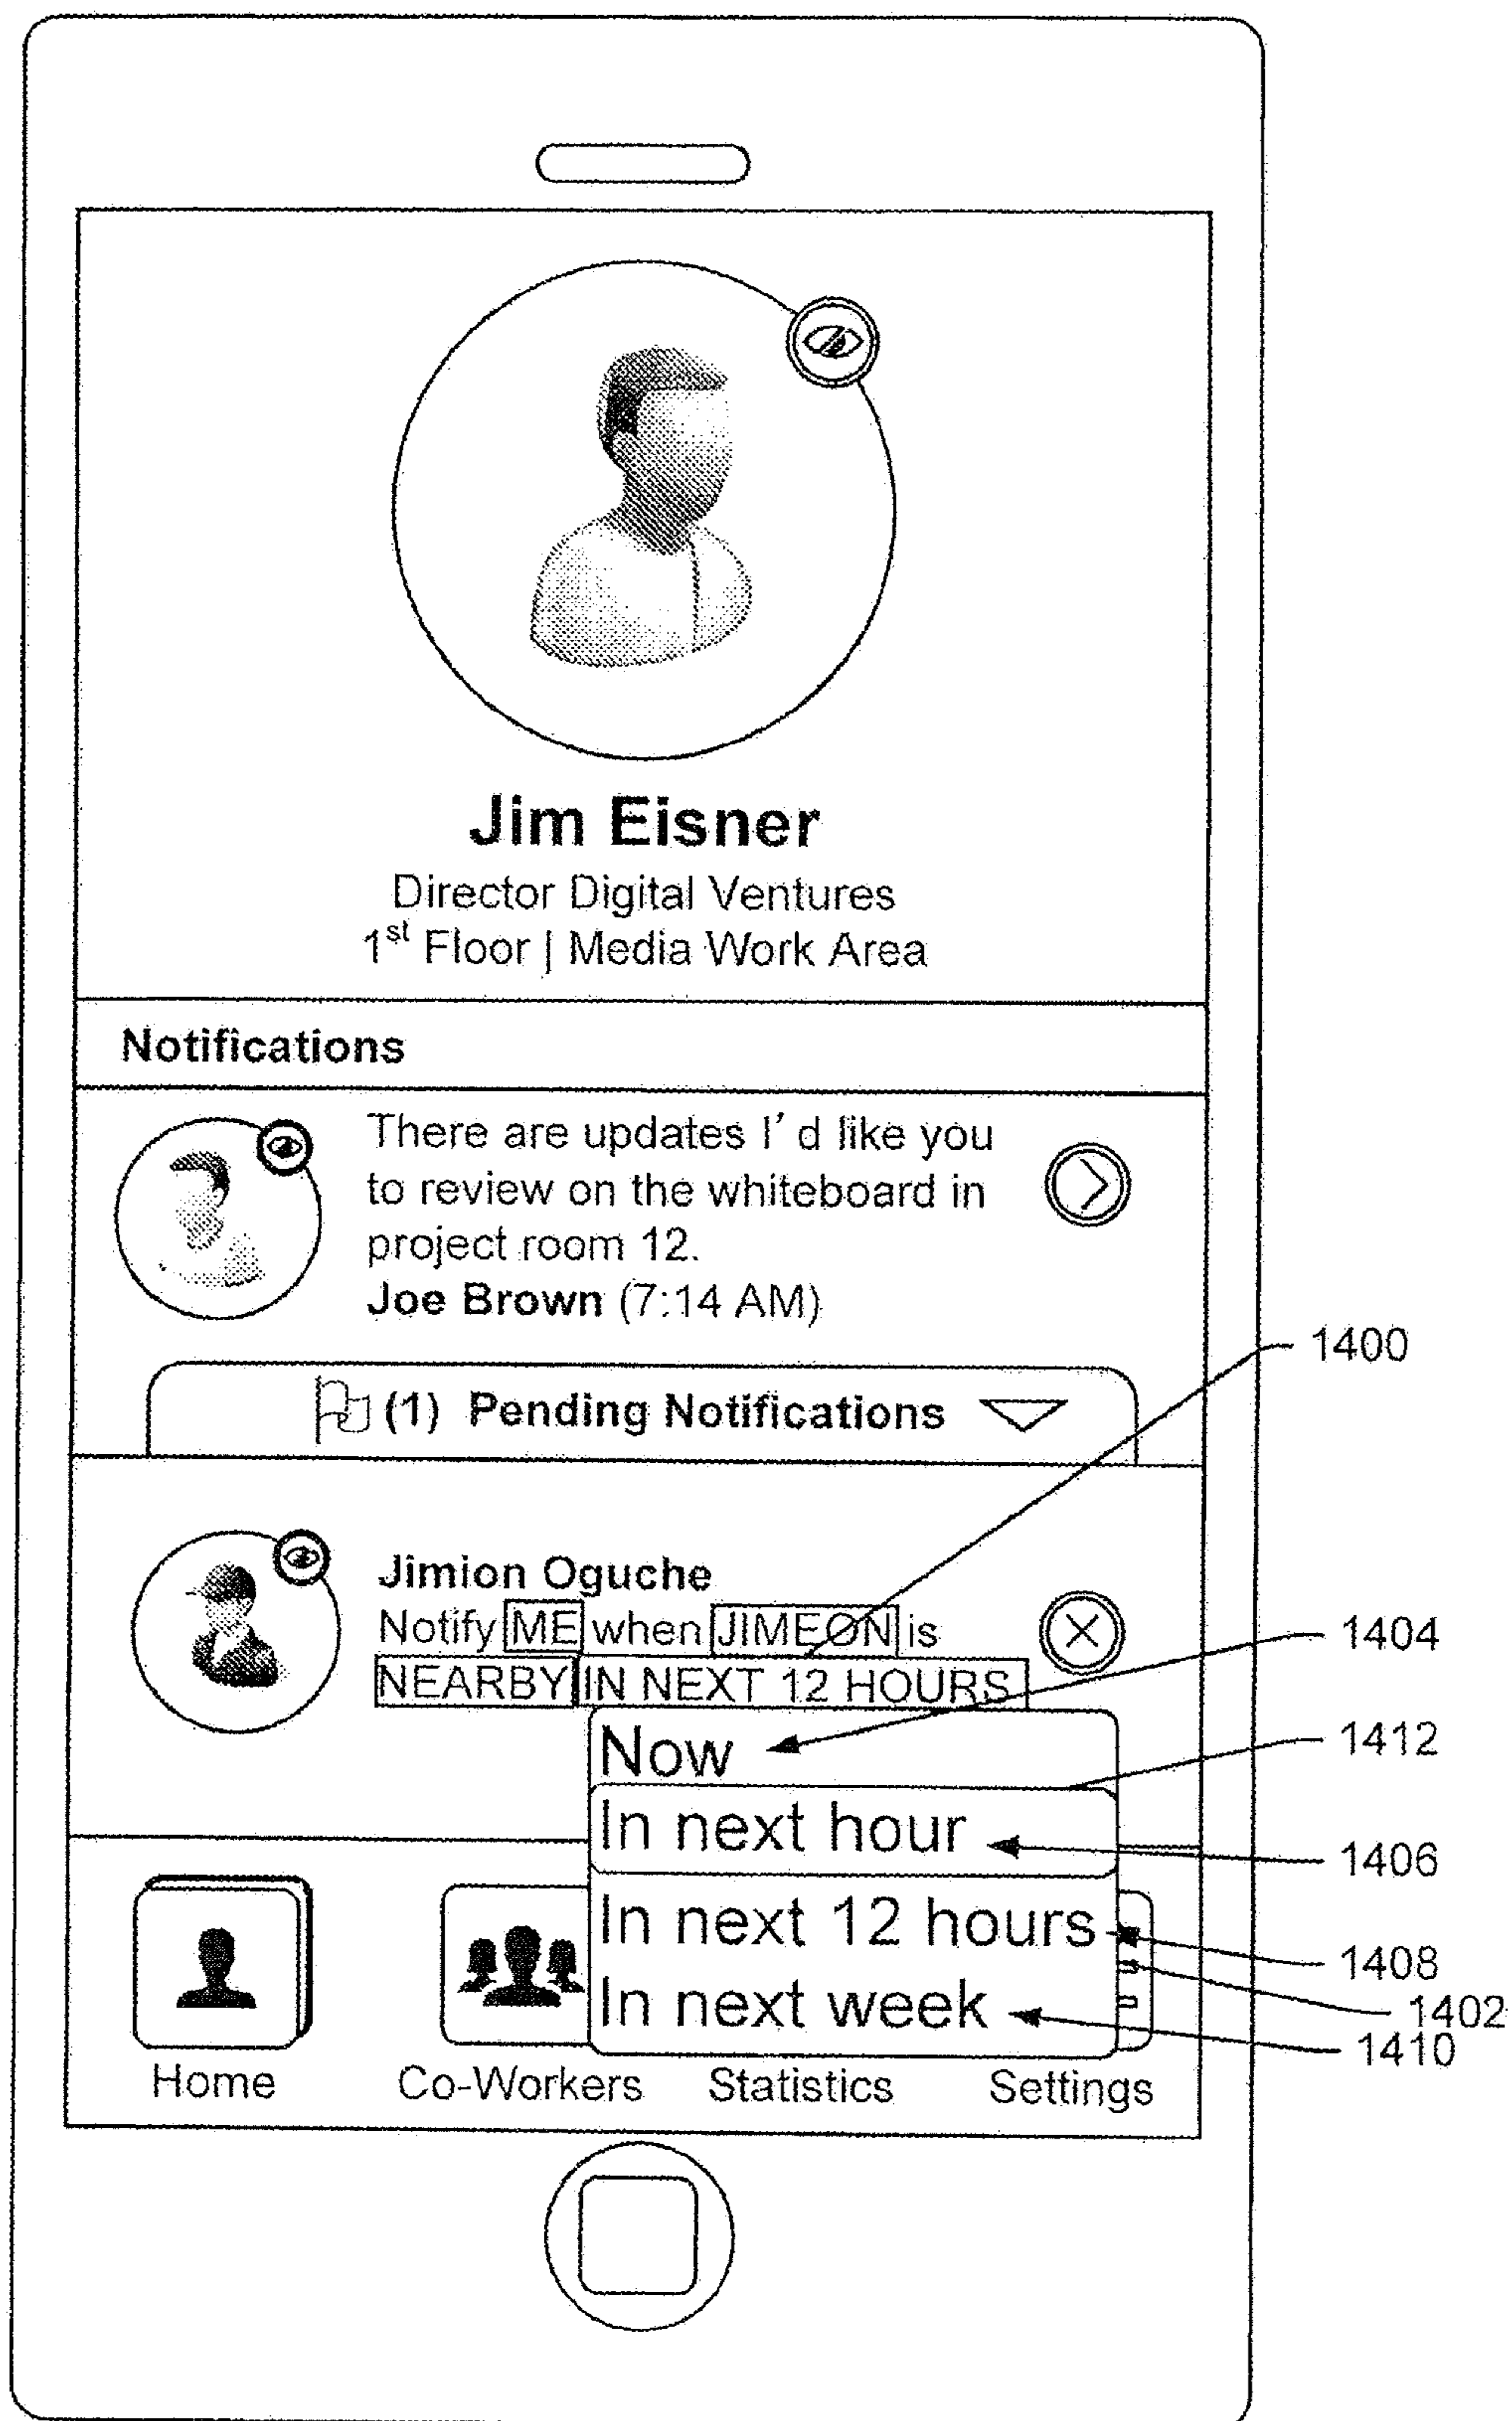 Jim Eisner
Director Digital Ventures
1st Floor | Media Work Area
Notifications
There are updates I'd like you
to review on the whiteboard in
project room 12.
Joe Brown (7:14 AM)
1400
(1) Pending Notifications
Jimion Oguche
Notify ME when JIMEON is
1404
NEARBY IN NEXT 12 HOURS
Now
1412
In next hour
1406
In next 12 hours
1408
In next week
1402
1410
Home Co-Workers Statistics Settings